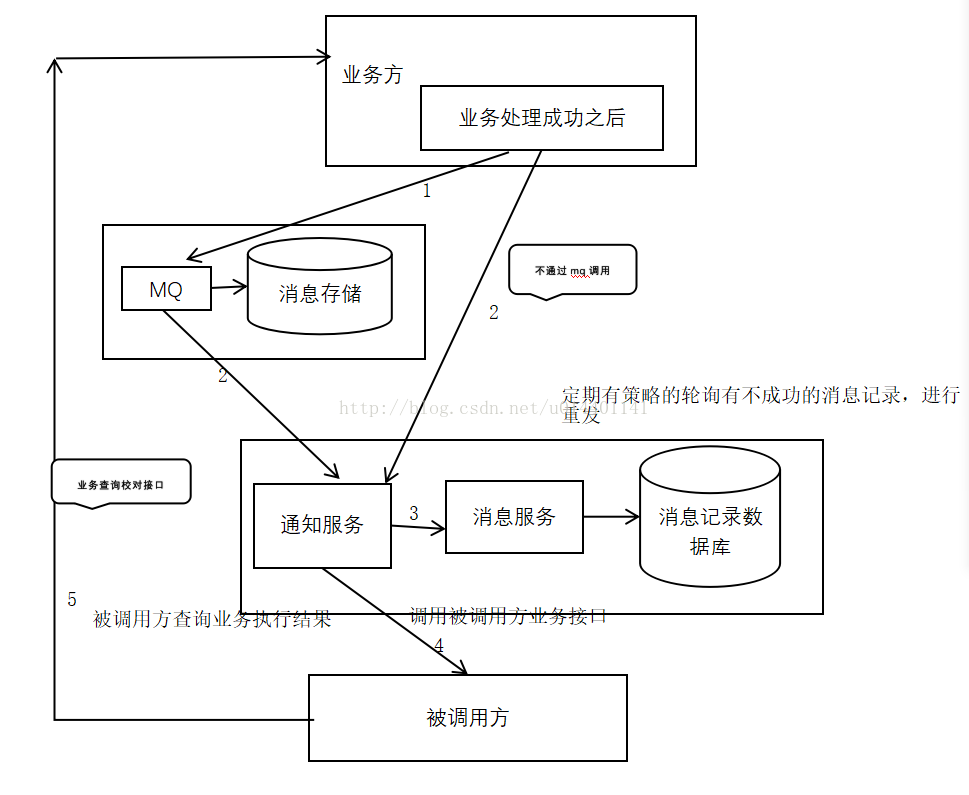 业务方
业务处理成功之后
1
MQ
消息存储
不通过 mq 调用
2
2
定期有策略的轮询有不成功的消息记录，进行
重发
业务查询校对接口
通知服务
3
消息服务
消息记录数
据库
5
被调用方查询业务执行结果
调用被调用方业务接口
4
被调用方